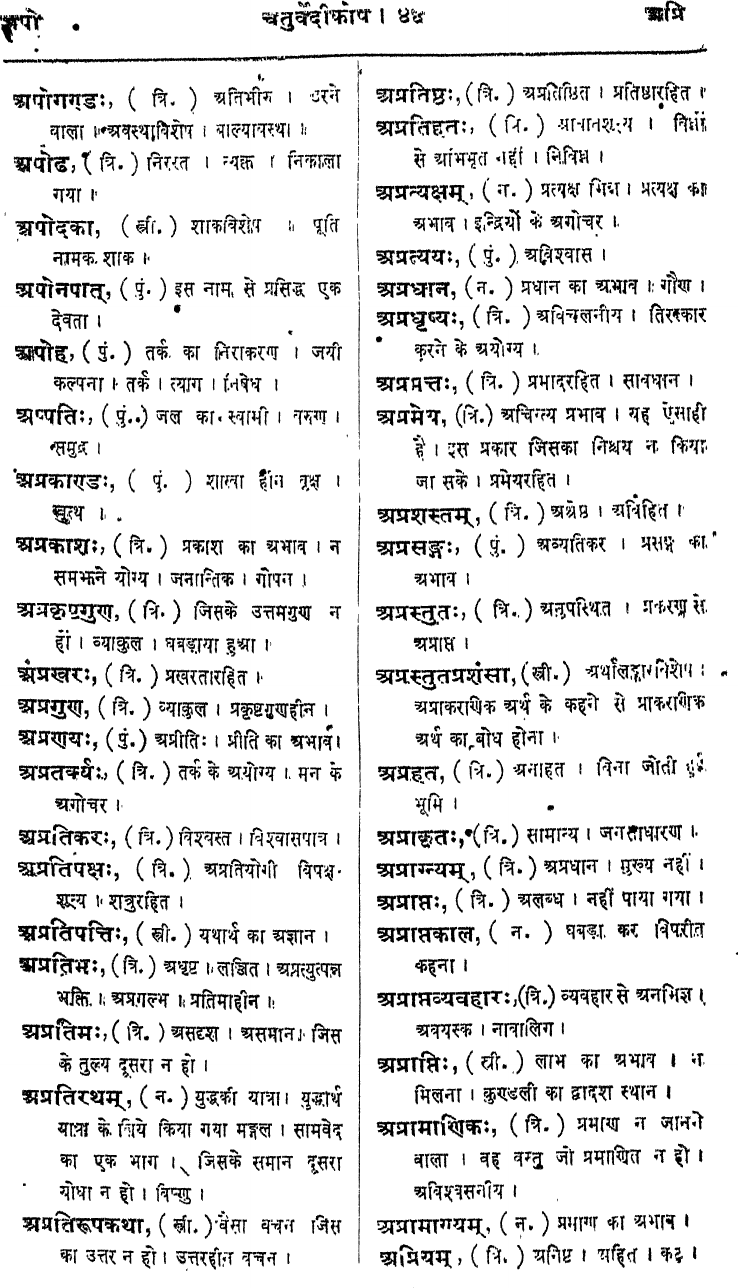 अपो
चतुर्वेदीकोष । ४५
अप्रि
अपोगण्डः, ( त्रि. ) अतिभीरु । डरने
वाला । अवस्थाविशेष । बाल्यावस्था ।
अपोढ, ( त्रि. ) निरस्त । त्यक्त । निकाला
गया ।
अपोदका, ( स्त्री. ) शाकविशेष । पूति
नामक शाक ।
अपोनपात्, ( पुं. ) इस नाम से प्रसिद्ध एक
देवता ।
अपोह, ( पुं. ) तर्क का निराकरण । जयी
कल्पना । तर्क । त्याग । निषेध ।
अप्पतिः, ( पुं.. ) जल का स्वामी । वरुण ।
समुद्र ।
अप्रकाण्डः, ( पुं. ) शाखा हीन वृक्ष ।
अप्रकाशः, ( त्रि. ) प्रकाश का अभाव । न
समझने योग्य । जनान्तिक । गोपन ।
अप्रकृष्टगुण, ( त्रि. ) जिसके उत्तमगुण न
हों । व्याकुल । घबड़ाया हुआ ।
अप्रखरः, ( त्रि. ) प्रखरतारहित ।
अप्रगुण, ( त्रि. ) व्याकुल । प्रकृष्टगुणहीन ।
अप्रणयः, ( पुं. ) अप्रीतिः । प्रीति का अभाव ।
अप्रतर्क्यः, ( त्रि. ) तर्क के अयोग्य । मन के
अगोचर ।
अप्रतिकरः, ( त्रि. ) विश्वस्त । विश्वासपात्र ।
अप्रतिपक्षः, ( त्रि. ) अप्रतियोगी विपक्ष-
शून्य । शत्रुरहित ।
अप्रतिपत्तिः, ( स्त्री. ) यथार्थ का अज्ञान ।
अप्रतिभः, ( त्रि. ) अधृष्ट । लज्जित । अप्रत्युत्पन्न
भक्ति । अप्रगल्भ । प्रतिमाहीन ।
अप्रतिमः, ( त्रि. ) असदृश । असमान । जिस
के तुल्य दूसरा न हो ।
अप्रतिरथम्, ( न. ) युद्धकी यात्रा । युद्धार्थ
यात्रा के लिये किया गया मङ्गल । सामवेद
का एक भाग । जिसके समान दूसरा
योधा न हो । विष्णु ।
अप्रतिरूपकथा, ( स्त्री. ) वैसा वचन जिस
का उत्तर न हो । उत्तरहीन वचन ।
अप्रतिष्ठः, ( त्रि. ) अप्रतिष्ठित । प्रतिष्ठारहित ।
अप्रतिहतः, ( त्रि. ) आघातशून्य । विघ्नों
से अभिभूत नहीं । निर्विघ्न ।
अप्रत्यक्षम्, ( न. ) प्रत्यक्ष भिन्न । प्रत्यक्ष का
अभाव । इन्द्रियों के अगोचर ।
अप्रत्ययः, ( पुं. ) अविश्वास ।
अप्रधान, ( न. ) प्रधान का अभाव । गौण ।
अप्रधृष्यः, ( त्रि. ) अविचलनीय । तिरस्कार
करने के अयोग्य ।
अप्रमत्तः, ( त्रि. ) प्रमादरहित । सावधान ।
अप्रमेय, (त्रि.) अचिन्त्य प्रभाव । यह ऐसाही
है । इस प्रकार जिसका निश्चय न किया
जा सके । प्रमेयरहित ।
अप्रशस्तम्, ( त्रि. ) अश्रेष्ठ । अविहित ।
अप्रसङ्गः, ( पुं. ) अव्यतिकर । प्रसङ्ग का
अभाव ।
अप्रस्तुतः, ( त्रि. ) अनुपस्थित । प्रकरण से
अप्राप्त ।
अप्रस्तुतप्रशंसा, (स्त्री.) अर्थालङ्कारविशेष ।
अप्राकराणिक अर्थ के कहने से प्राकराणिक
अर्थ का बोध होना ।
अप्रहत, ( त्रि. ) अनाहत । बिना जोती हुई
भूमि ।
अप्राकृतः, (त्रि.) सामान्य । जनसाधारण ।
अप्राग्न्यम्, ( त्रि. ) अप्रधान । मुख्य नहीं ।
अप्राप्तः, ( त्रि. ) अलब्ध । नहीं पाया गया ।
अप्राप्तकाल, ( न. ) घबड़ा कर विपरीत
कहना ।
अप्राप्तव्यवहारः, (त्रि.) व्यवहार से अनभिज्ञ ।
अवयस्क । नाबालिग ।
अप्राप्तिः, ( स्त्री. ) लाभ का अभाव । न
मिलना । कुण्डली का द्वादश स्थान ।
अप्रामाणिकः, ( त्रि. ) प्रमाण न जानने
वाला । वह वस्तु जो प्रमाणित न हो ।
अविश्वसनीय ।
अप्रामाण्यम्, ( न. ) प्रमाण का अभाव ।
अप्रियम्, ( त्रि. ) अनिष्ट । अहित । कटु ।